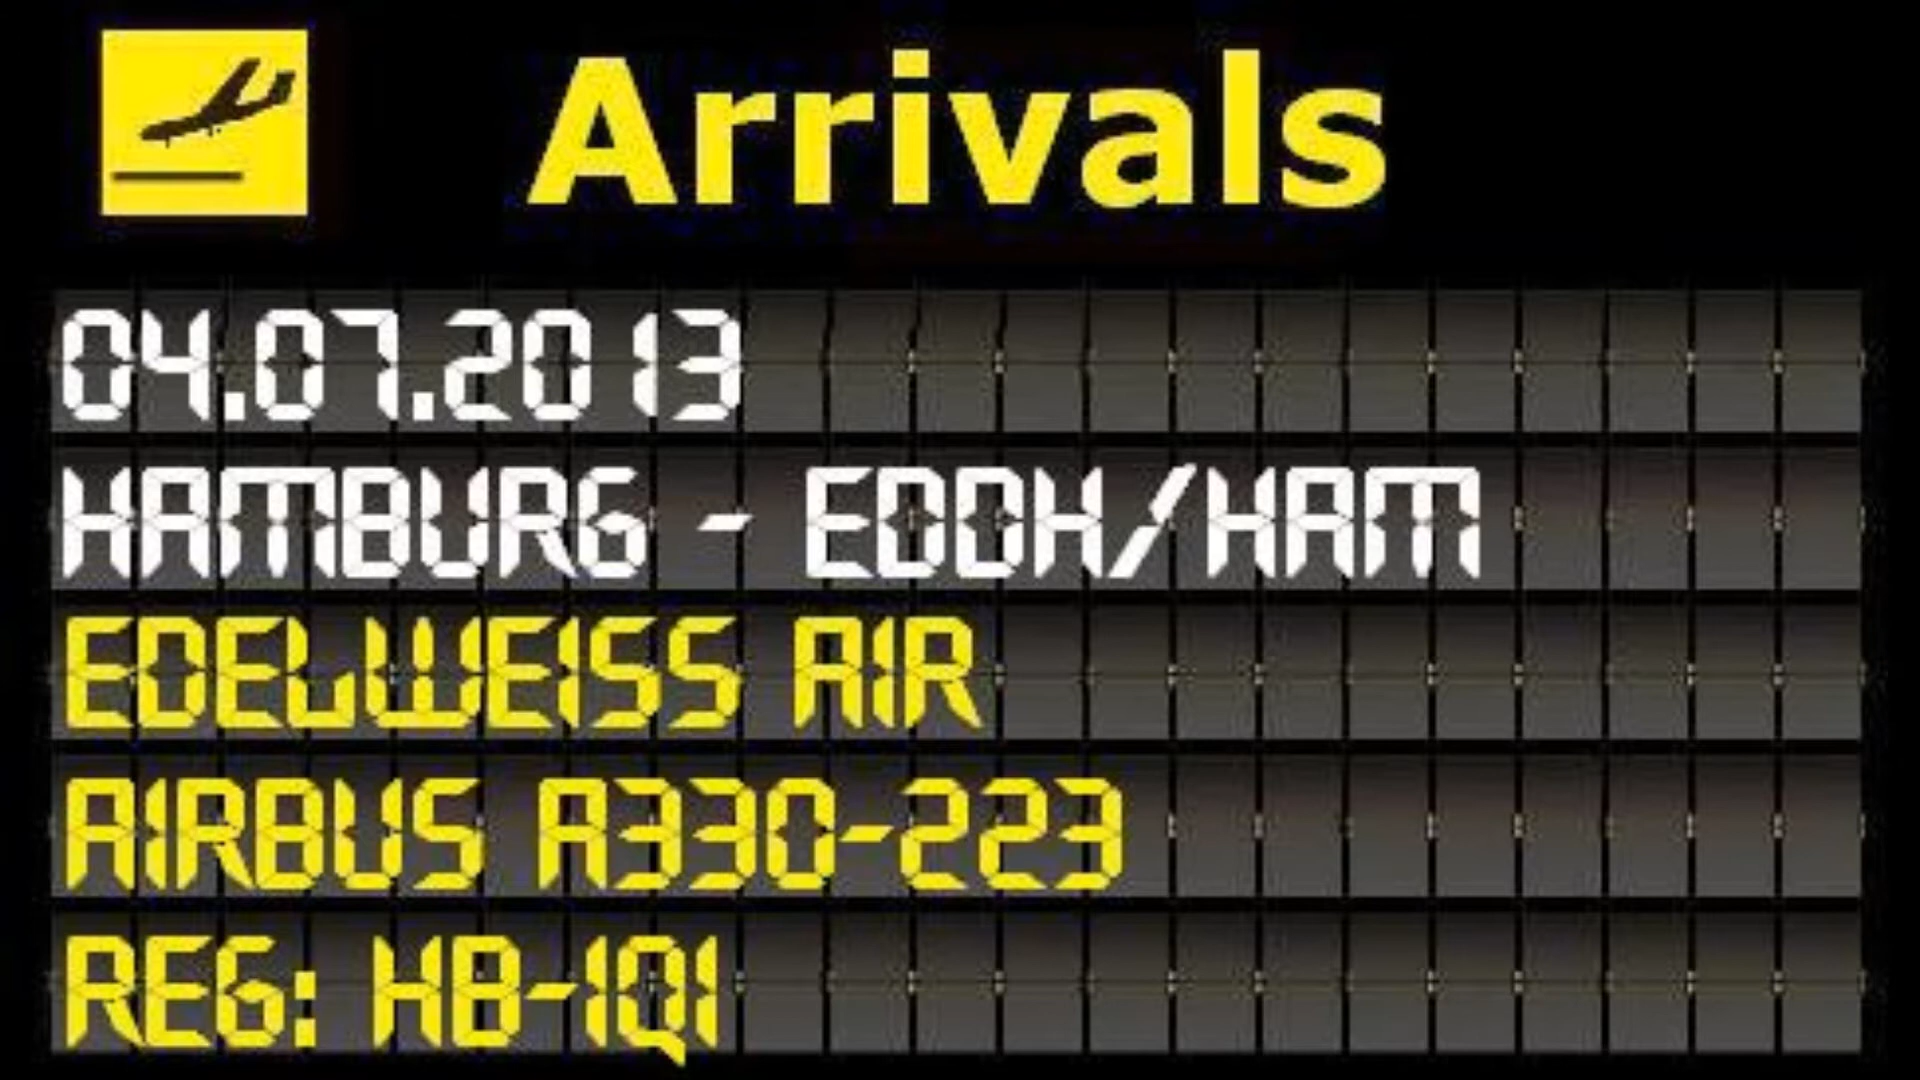 Arrivals
04.07.2013
HAMBURG - EDDH/HAM
EDELWEISS AIR
AIRBUS A330-223
REG: HB-IQI